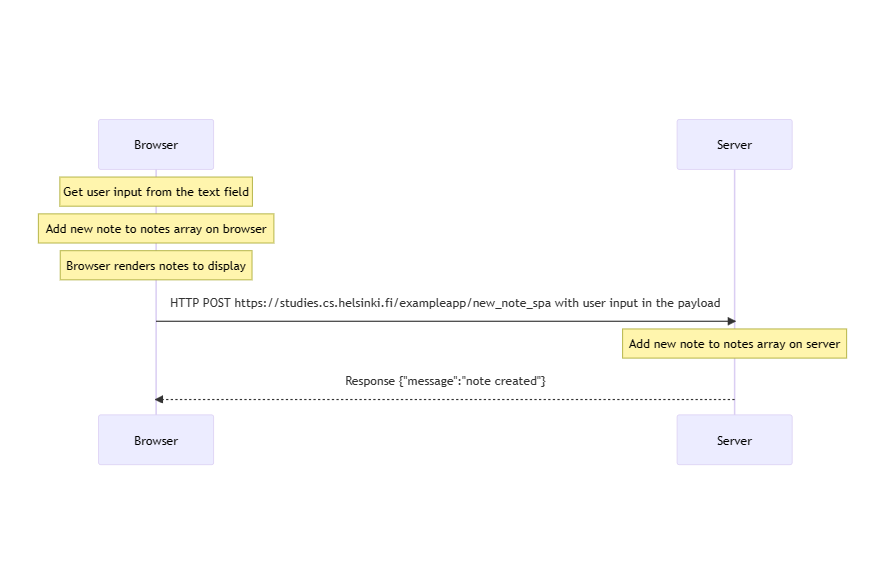 Browser
Server
Get user input from the text field
Add new note to notes array on browser
Browser renders notes to display
HTTP POST https://studies.cs.helsinki.fi/exampleapp/new_note_spa with user input in the payload
Add new note to notes array on server
Response {"message":"note created"}
Browser
Server